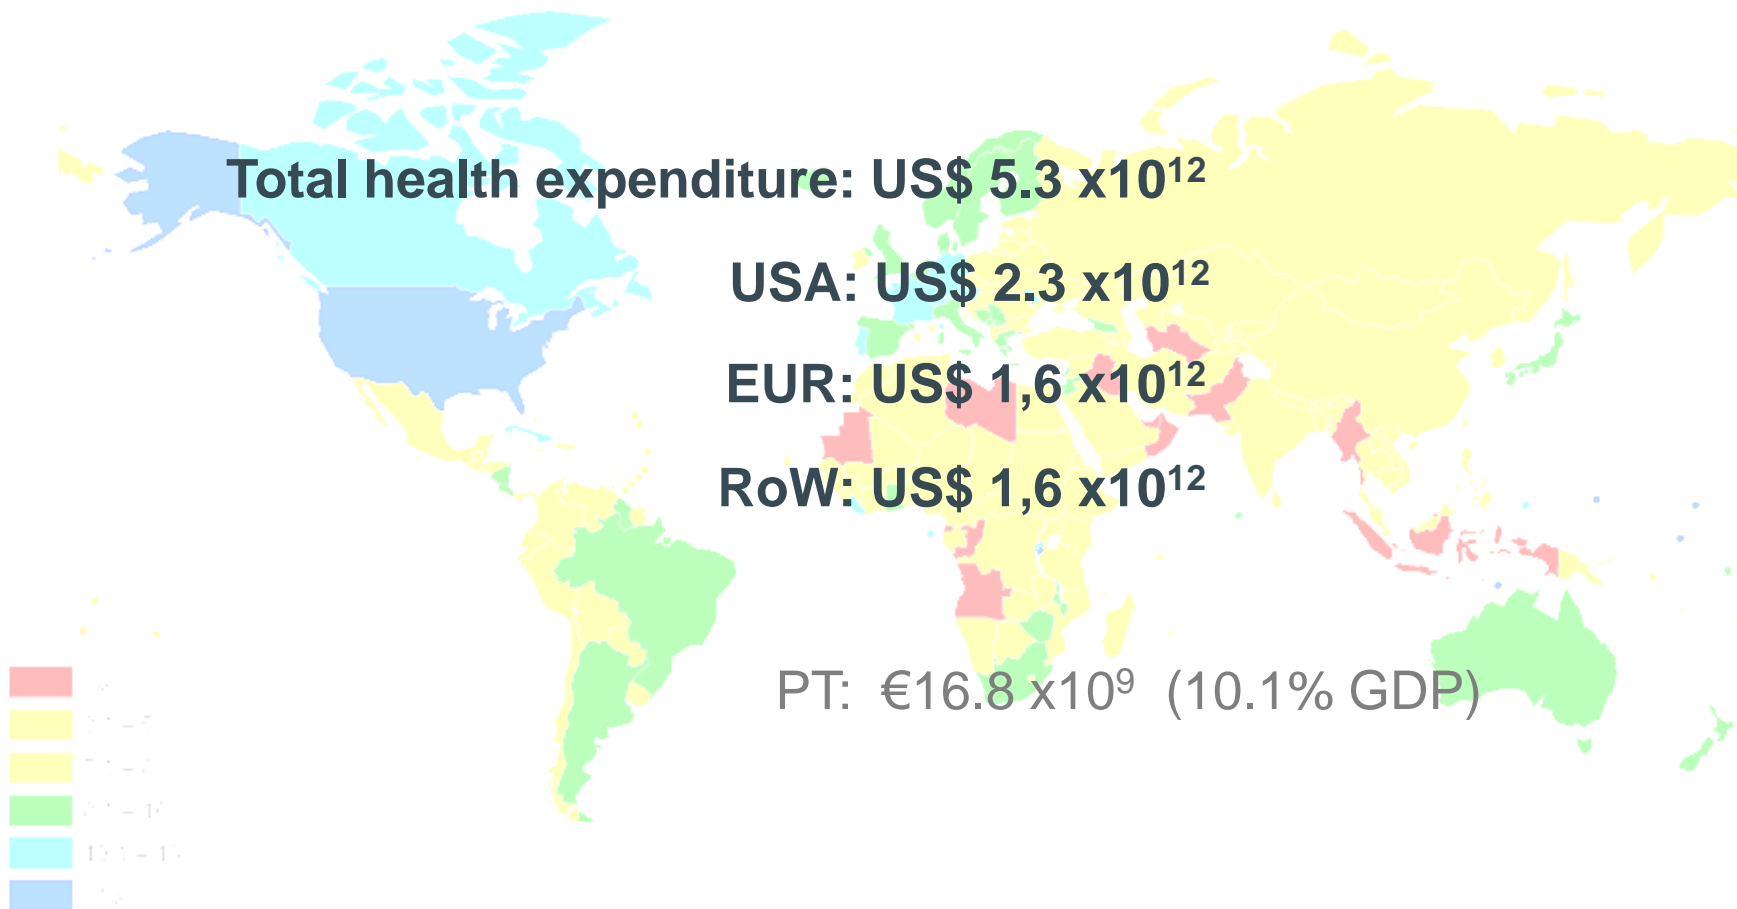 Total health expenditure: US$ 5.3 x10¹²
USA: US$ 2.3 x10¹²
EUR: US$ 1,6 x10¹²
RoW: US$ 1,6 x10¹²
PT: €16.8 x10⁹ (10.1% GDP)